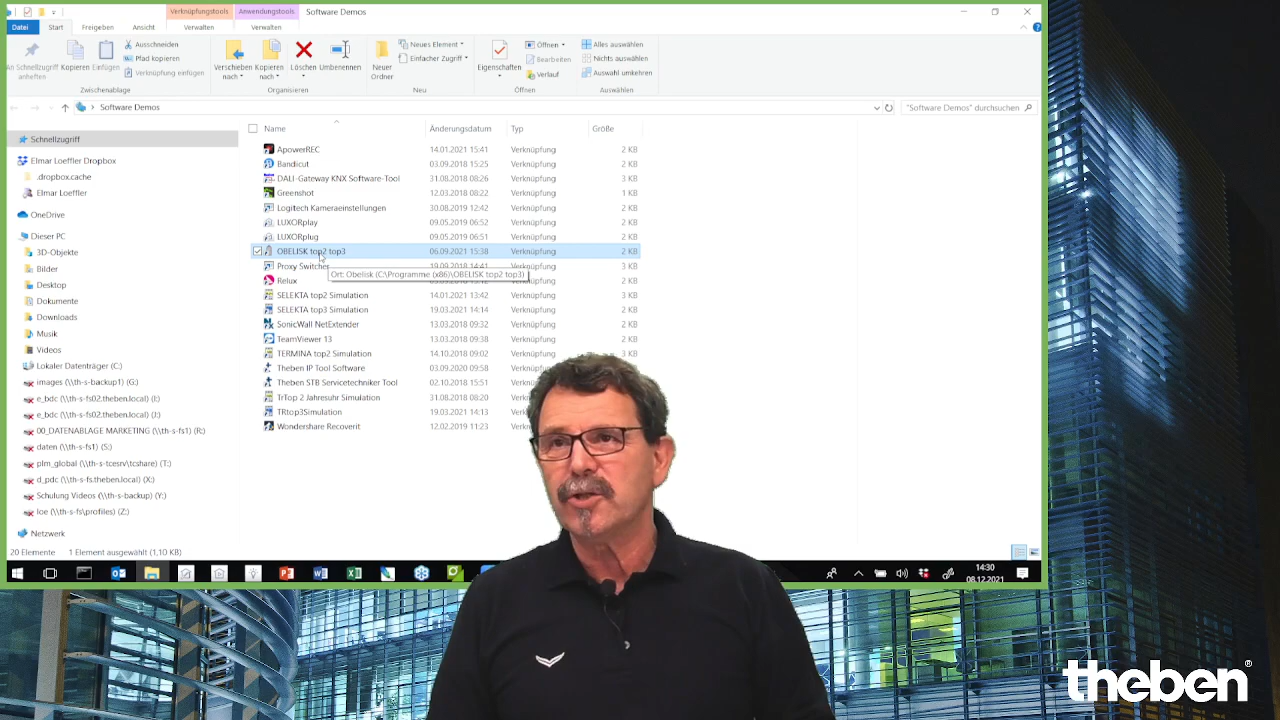 Verknüpfungstools Anwendungstools Software Demos
Datei Start Freigeben Ansicht Verwalten Verwalten
An Schnellzugriff anheften
Kopieren
Einfügen
Ausschneiden
Pfad kopieren
Verknüpfung einfügen
Verschieben nach
Kopieren nach
Löschen
Umbenennen
Neuer Ordner
Neues Element
Einfacher Zugriff
Eigenschaften
Öffnen
Bearbeiten
Verlauf
Alles auswählen
Nichts auswählen
Auswahl umkehren
Zwischenablage Organisieren Neu Öffnen Auswählen
Software Demos "Software Demos" durchsuchen
Schnellzugriff
Elmar Loeffler Dropbox
.dropbox.cache
Elmar Loeffler
OneDrive
Dieser PC
3D-Objekte
Bilder
Desktop
Dokumente
Downloads
Musik
Videos
Lokaler Datenträger (C:)
images (\\th-s-backup1) (G:)
e_bdc (\\th-s-fs02.theben.local) (I:)
e_bdc (\\th-s-fs02.theben.local) (J:)
00_DATENABLAGE MARKETING (\\th-s-fs1) (R:)
daten (\\th-s-fs1) (S:)
plm_global (\\th-s-tcesrv\tcshare) (T:)
d_pdc (\\th-s-fs.theben.local) (X:)
Schulung Videos (\\th-s-backup) (Y:)
loe (\\th-s-fs\profiles) (Z:)
Netzwerk
Name Änderungsdatum Typ Größe
ApowerREC 14.01.2021 15:41 Verknüpfung 2 KB
Bandicut 03.09.2018 15:25 Verknüpfung 2 KB
DALI-Gateway KNX Software-Tool 31.08.2018 08:26 Verknüpfung 3 KB
Greenshot 12.03.2018 08:22 Verknüpfung 1 KB
Logitech Kameraeinstellungen 30.08.2019 12:42 Verknüpfung 2 KB
LUXORplay 09.05.2019 06:52 Verknüpfung 2 KB
LUXORplug 09.05.2019 06:51 Verknüpfung 2 KB
OBELISK top2 top3 06.09.2021 15:38 Verknüpfung 2 KB
Proxy Switcher 19.09.2018 14:41 Verknüpfung 3 KB
Ort: Obelisk (C:\Programme (x86)\OBELISK top2 top3)
Relux Verknüpfung 2 KB
SELEKTA top2 Simulation 14.01.2021 13:42 Verknüpfung 3 KB
SELEKTA top3 Simulation 19.03.2021 14:14 Verknüpfung 2 KB
SonicWall NetExtender 13.03.2018 09:32 Verknüpfung 2 KB
TeamViewer 13 13.03.2018 09:38 Verknüpfung 2 KB
TERMINA top2 Simulation 14.10.2018 09:02 Verknüpfung 3 KB
Theben IP Tool Software 03.09.2020 09:58 Verknüpfung
Theben STB Servicetechniker Tool 02.10.2018 15:51 Verknüpfung
TrTop 2 Jahresuhr Simulation 31.08.2018 08:20 Verknüpfung
TRtop3Simulation 19.03.2021 14:13 Verknüpfung
Wondershare Recoverit 12.02.2019 11:23 Verknüpfung
20 Elemente 1 Element ausgewählt (1,10 KB)
14:30
08.12.2021
theben®